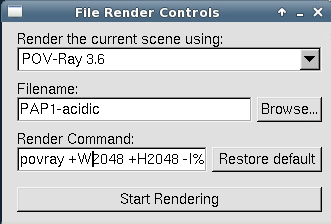 File Render Controls
Render the current scene using:
POV-Ray 3.6
Filename:
PAP1-acidic
Browse...
Render Command:
povray +W2048 +H2048 -I%
Restore default
Start Rendering